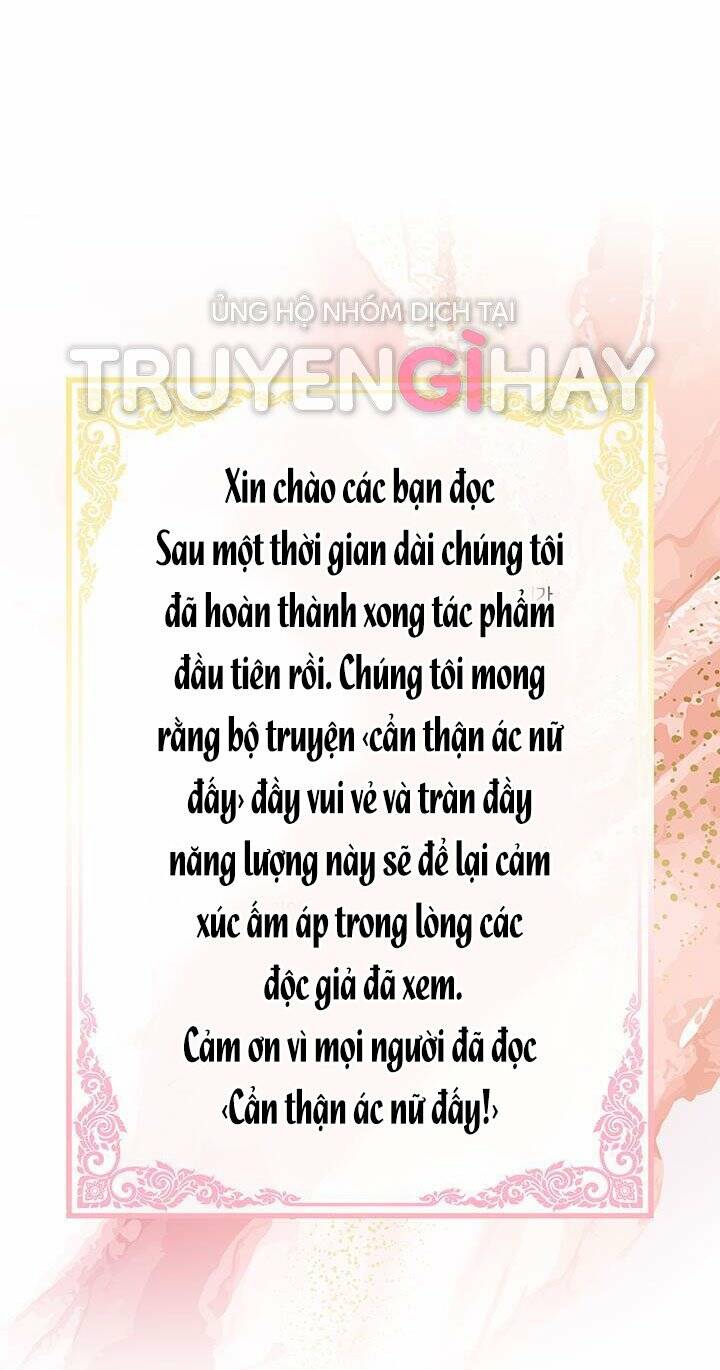 ỦNG HỘ NHÓM DỊCH TẠI
TRUYENGÌHAY
Xin chào các bạn đọc
Sau một thời gian dài chúng tôi
đã hoàn thành xong tác phẩm
đầu tiên rồi. Chúng tôi mong
rằng bộ truyện ‹cẩn thận ác nữ
đấy› đầy vui vẻ và tràn đầy
năng lượng này sẽ để lại cảm
xúc ấm áp trong lòng các
độc giả đã xem.
Cảm ơn vì mọi người đã đọc
‹Cẩn thận ác nữ đấy!›